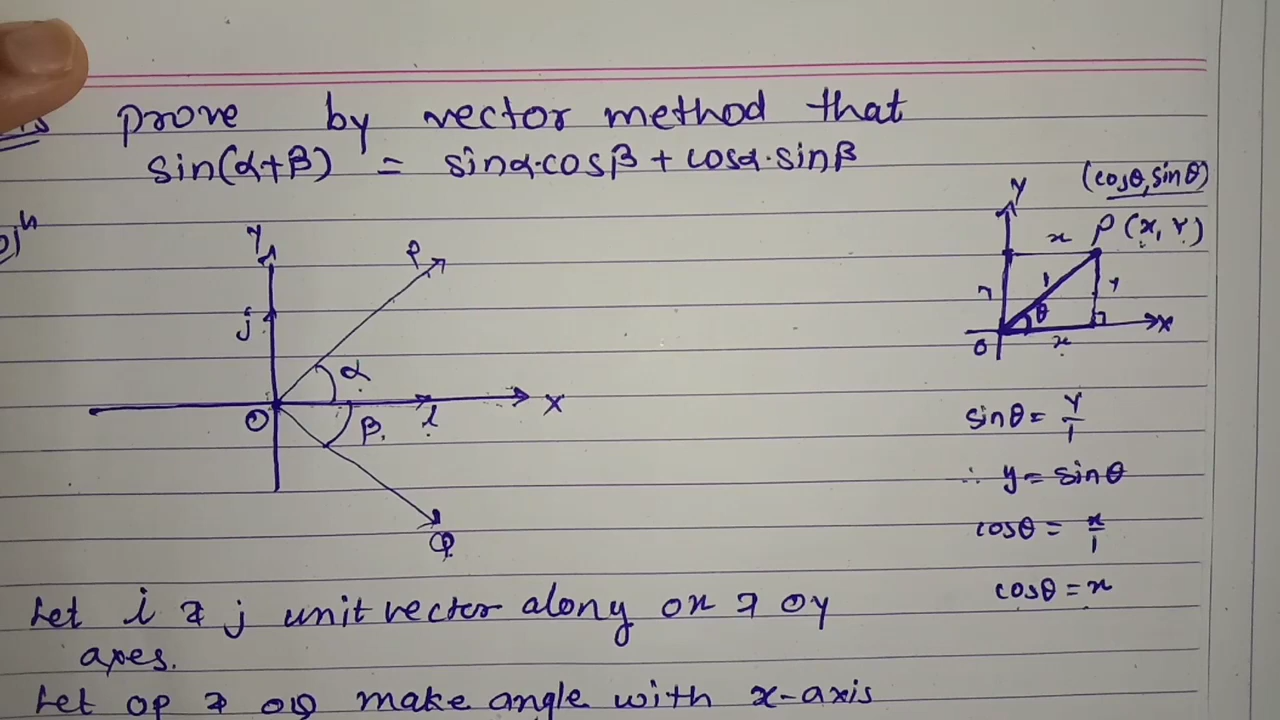 prove by vector method that
sin(α+β) = sinα·cosβ + cosα·sinβ
(cosθ, sinθ)
Y
P (x, Y)
x
y
1
y
θ
X
O
x
Y
P
j
α
O
i
X
β
Q
sinθ = Y/1
∴ y = sinθ
cosθ = x/1
cosθ = x
Let i & j unit vector along ox & oy
axes.
Let op & oQ make angle with x-axis